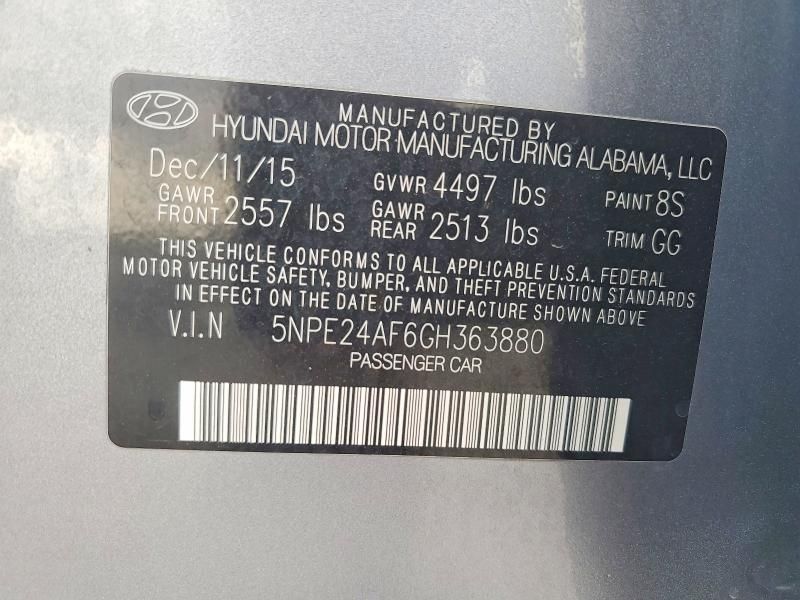 MANUFACTURED BY
HYUNDAI MOTOR MANUFACTURING ALABAMA, LLC
Dec/11/15 GVWR 4497 lbs PAINT 8S
GAWR FRONT 2557 lbs GAWR REAR 2513 lbs TRIM GG
THIS VEHICLE CONFORMS TO ALL APPLICABLE U.S.A. FEDERAL
MOTOR VEHICLE SAFETY, BUMPER, AND THEFT PREVENTION STANDARDS
IN EFFECT ON THE DATE OF MANUFACTURE SHOWN ABOVE.
V.I.N 5NPE24AF6GH363880
PASSENGER CAR